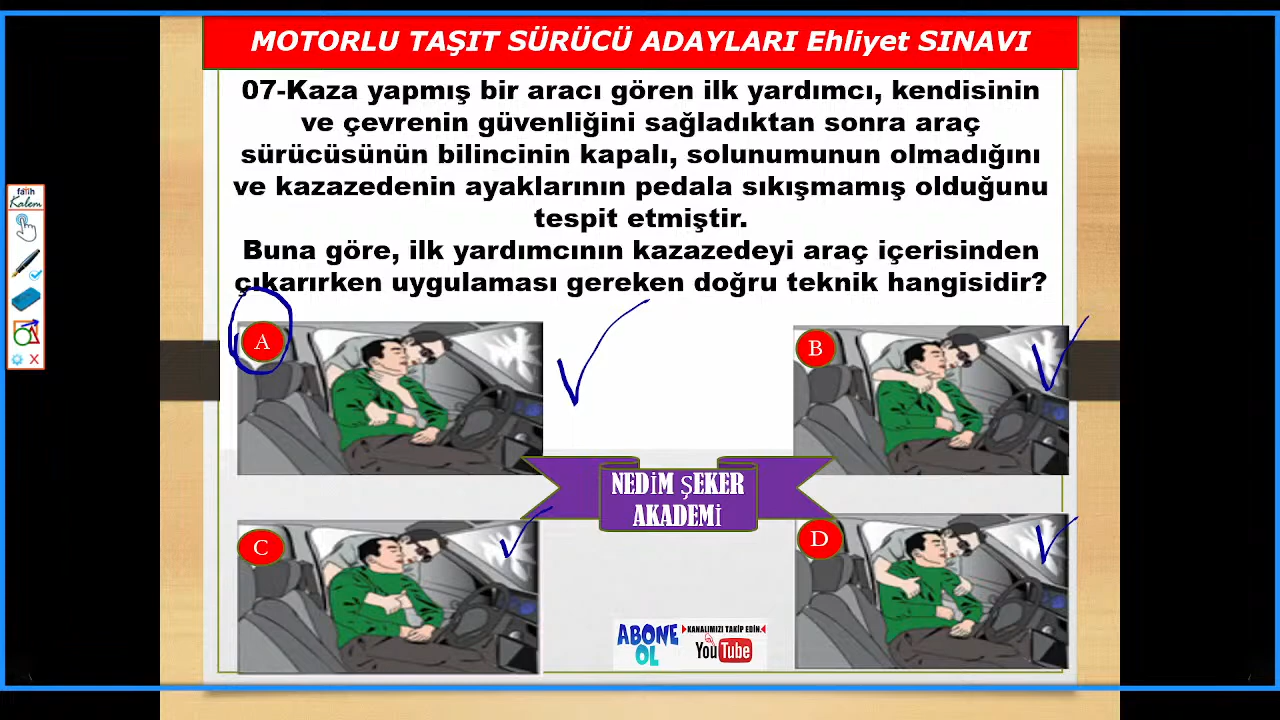 MOTORLU TAŞIT SÜRÜCÜ ADAYLARI Ehliyet SINAVI
07-Kaza yapmış bir aracı gören ilk yardımcı, kendisinin
ve çevrenin güvenliğini sağladıktan sonra araç
sürücüsünün bilincinin kapalı, solunumunun olmadığını
ve kazazedenin ayaklarının pedala sıkışmamış olduğunu
tespit etmiştir.
Buna göre, ilk yardımcının kazazedeyi araç içerisinden
çıkarırken uygulaması gereken doğru teknik hangisidir?
fatih
Kalem
A
B
NEDİM ŞEKER
AKADEMİ
C
D
ABONE
OL
KANALIMIZI TAKİP EDİN.
YouTube